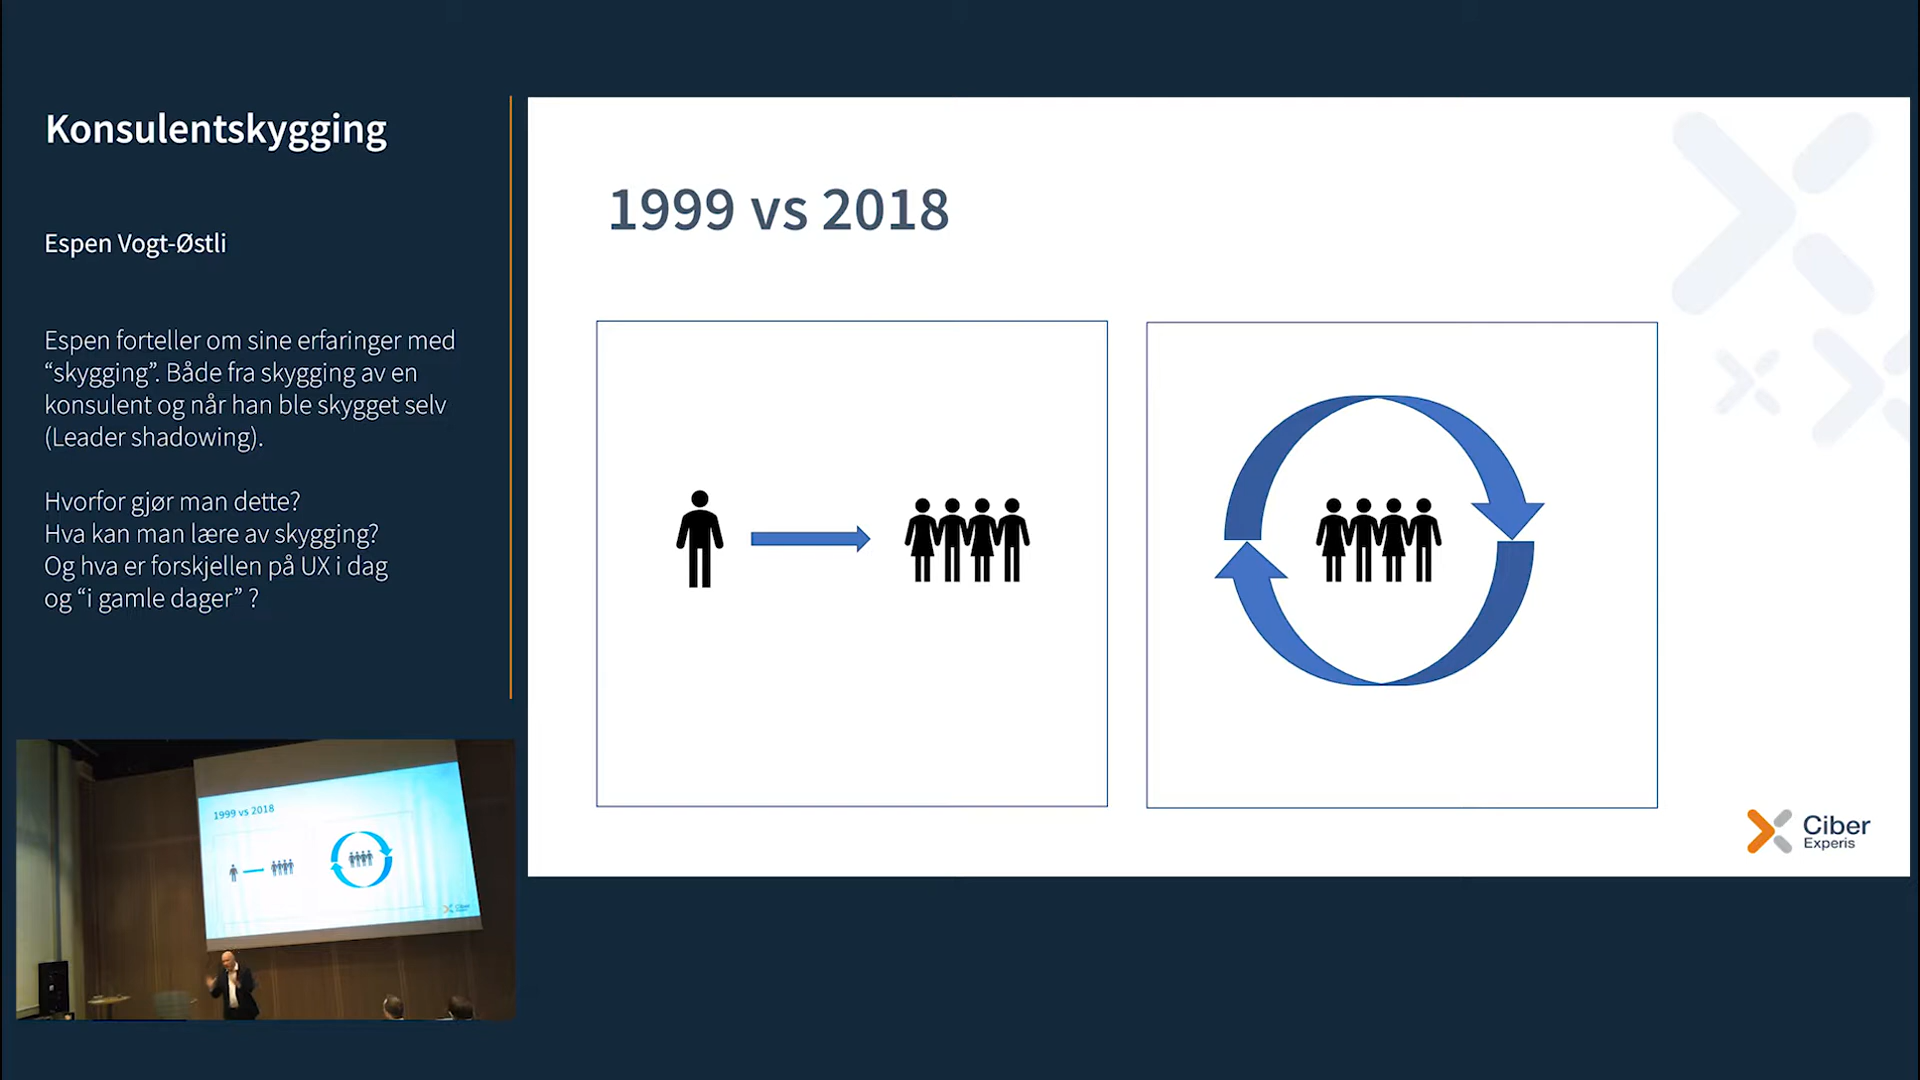 Konsulentskygging
Espen Vogt-Østli
Espen forteller om sine erfaringer med
“skygging”. Både fra skygging av en
konsulent og når han ble skygget selv
(Leader shadowing).
Hvorfor gjør man dette?
Hva kan man lære av skygging?
Og hva er forskjellen på UX i dag
og “i gamle dager” ?
1999 vs 2018
Ciber
Experis
1999 vs 2018
Ciber